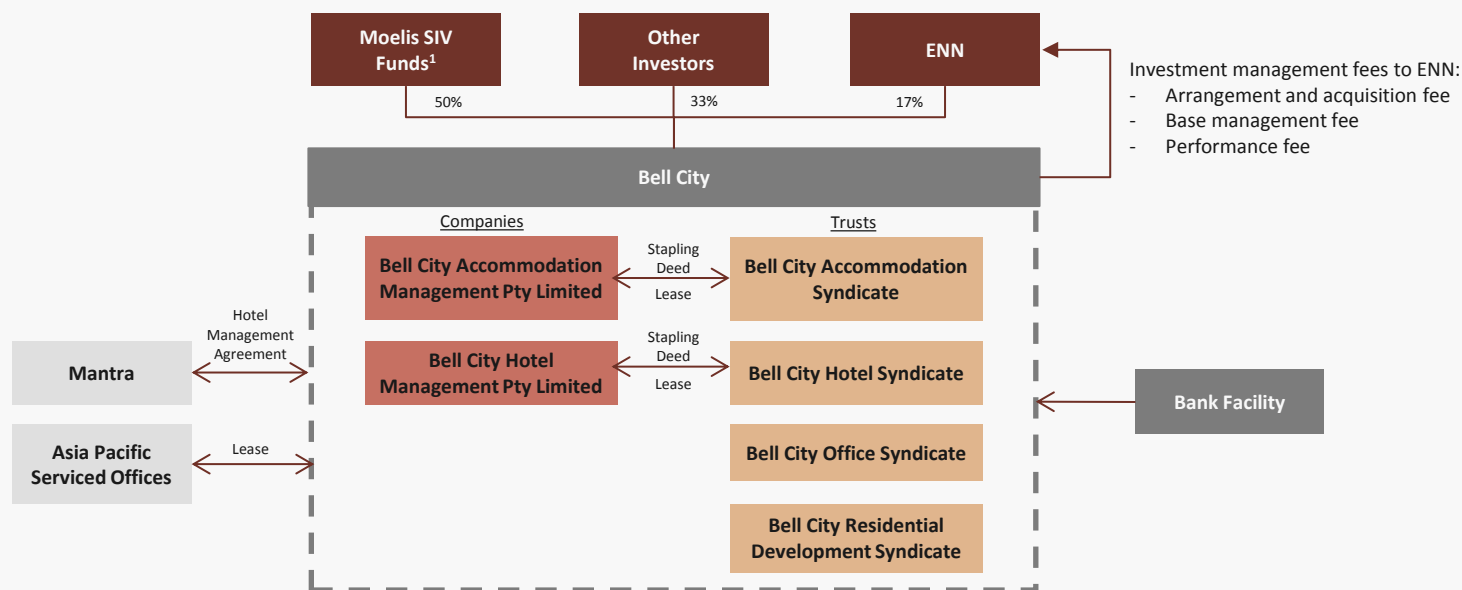 Moelis SIV
Funds1
Other
Investors
ENN
50%
33%
17%
Investment management fees to ENN:
- Arrangement and acquisition fee
- Base management fee
- Performance fee
Bell City
Companies
Trusts
Bell City Accommodation
Management Pty Limited
Stapling
Deed
Lease
Bell City Accommodation
Syndicate
Hotel
Management
Agreement
Mantra
Bell City Hotel
Management Pty Limited
Stapling
Deed
Lease
Bell City Hotel Syndicate
Bank Facility
Asia Pacific
Serviced Offices
Lease
Bell City Office Syndicate
Bell City Residential
Development Syndicate